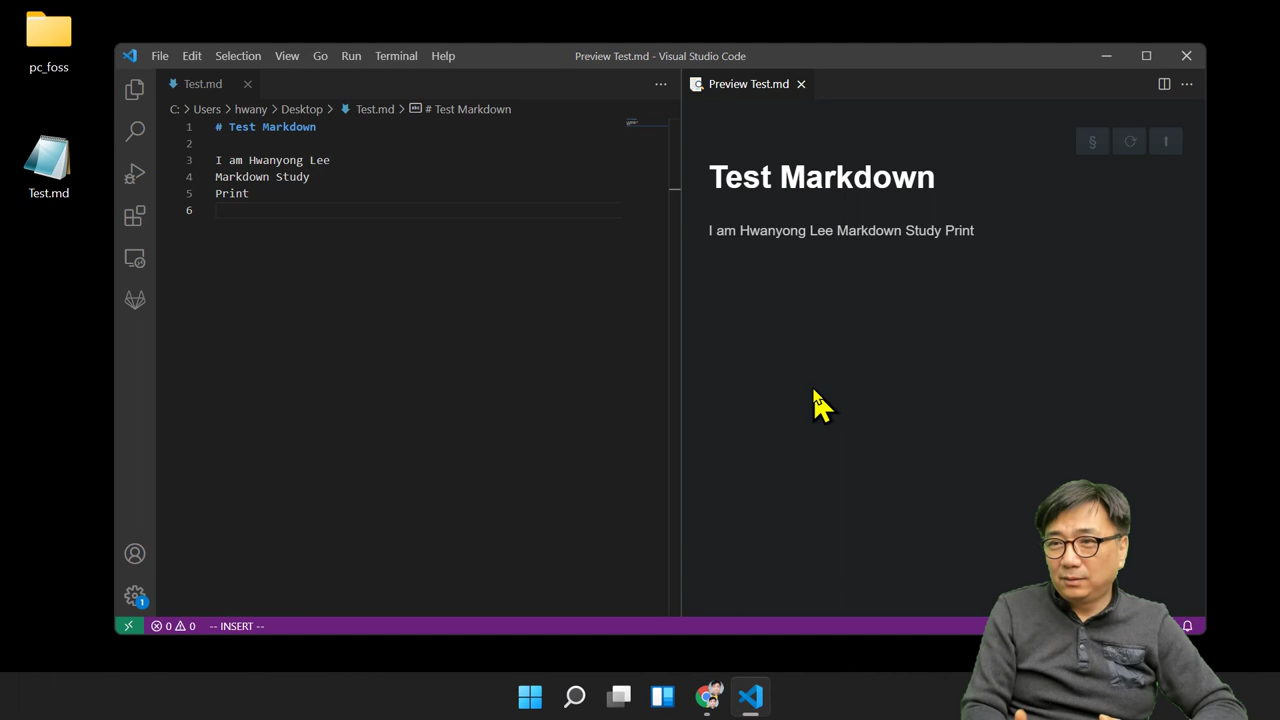 pc_foss
Test.md
File Edit Selection View Go Run Terminal Help
Preview Test.md - Visual Studio Code
Test.md
C: > Users > hwany > Desktop > Test.md > # Test Markdown
1 # Test Markdown
2
3 I am Hwanyong Lee
4 Markdown Study
5 Print
6
Preview Test.md
§
Test Markdown
I am Hwanyong Lee Markdown Study Print
1
0 0 -- INSERT --